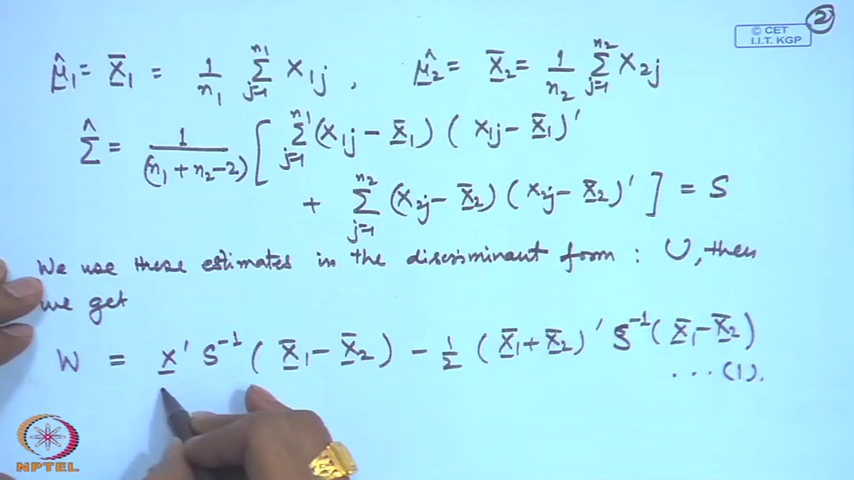 © CET
I.I.T. KGP
2
μ̂₁ = X̄₁ = 1/n₁ Σ_{j=1}^{n₁} X₁ⱼ , μ̂₂ = X̄₂ = 1/n₂ Σ_{j=1}^{n₂} X₂ⱼ
Σ̂ = 1/(n₁+n₂-2) [ Σ_{j=1}^{n₁} (X₁ⱼ - X̄₁) (X₁ⱼ - X̄₁)′
+ Σ_{j=1}^{n₂} (X₂ⱼ - X̄₂) (X₂ⱼ - X̄₂)′ ] = S
We use these estimates in the discriminant form : U, then
we get
W = x′ S⁻¹ ( X̄₁ - X̄₂ ) - 1/2 ( X̄₁ + X̄₂ )′ S⁻¹ ( X̄₁ - X̄₂ )
... (1).
NPTEL